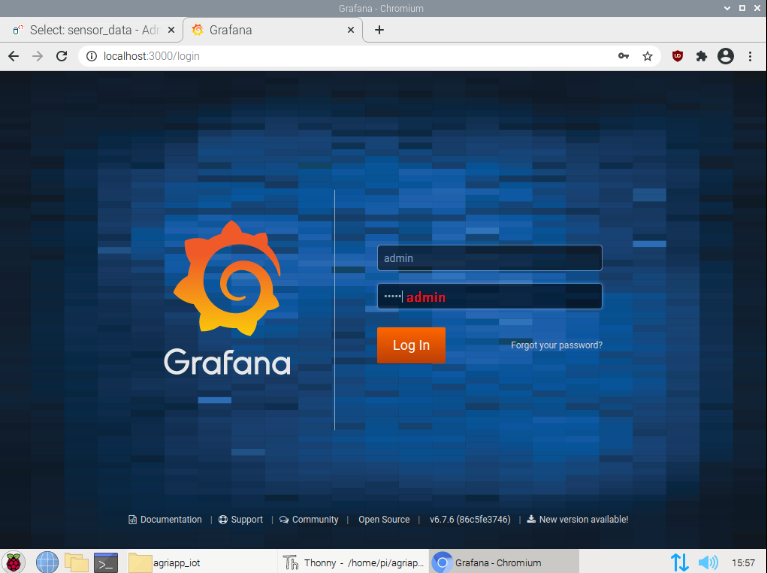 Grafana - Chromium
Select: sensor_data - Adm
Grafana
localhost:3000/login
Grafana
admin
••••• admin
Log In
Forgot your password?
Documentation | Support | Community | Open Source | v6.7.6 (86c5fe3746) | New version available!
agriapp_iot
Thonny - /home/pi/agriap...
Grafana - Chromium
15:57